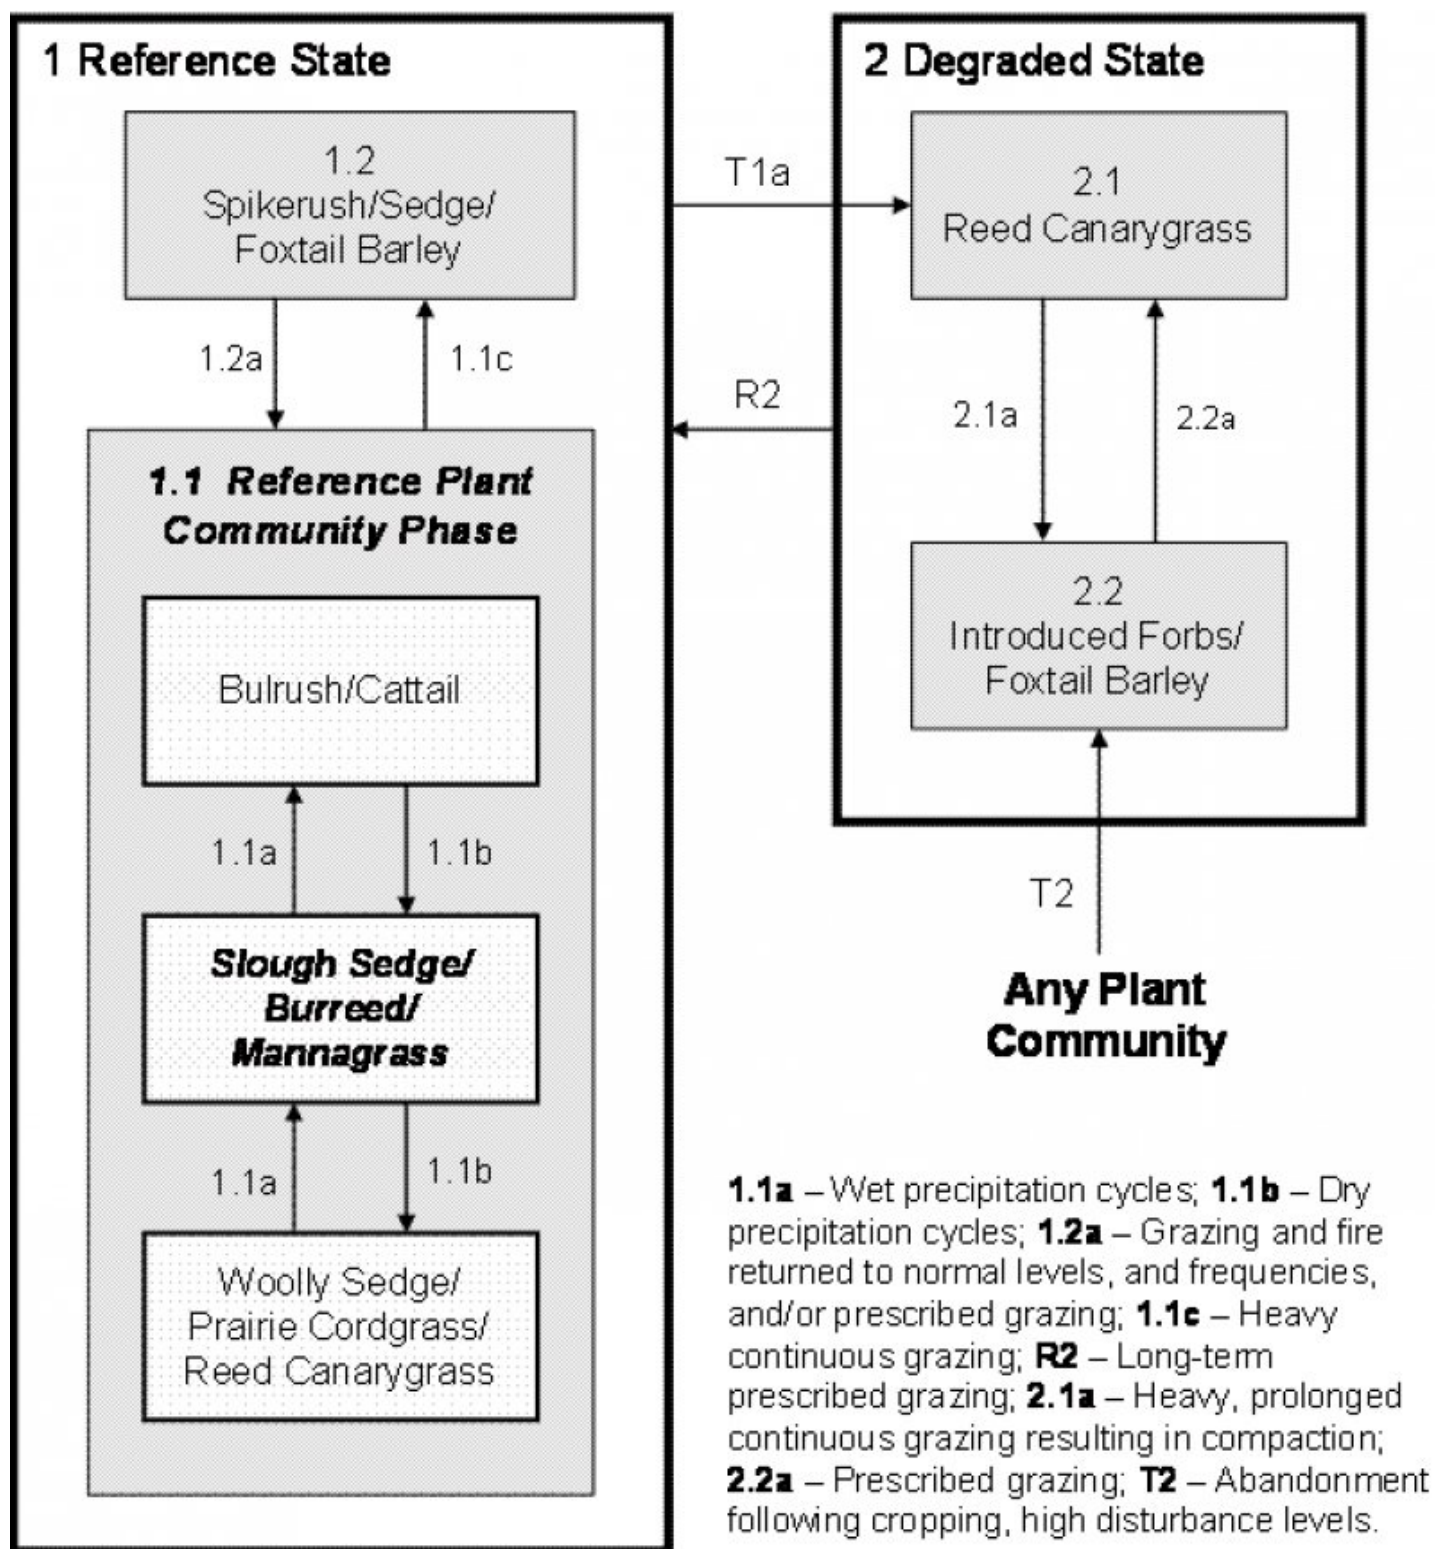 1 Reference State
1.2
Spikerush/Sedge/
Foxtail Barley
1.2a
1.1c
1.1 Reference Plant
Community Phase
Bulrush/Cattail
1.1a
1.1b
Slough Sedge/
Burreed/
Mannagrass
1.1a
1.1b
Woolly Sedge/
Prairie Cordgrass/
Reed Canarygrass
T1a
R2
2 Degraded State
2.1
Reed Canarygrass
2.1a
2.2a
2.2
Introduced Forbs/
Foxtail Barley
T2
Any Plant
Community
1.1a – Wet precipitation cycles; 1.1b – Dry
precipitation cycles; 1.2a – Grazing and fire
returned to normal levels, and frequencies,
and/or prescribed grazing; 1.1c – Heavy
continuous grazing; R2 – Long-term
prescribed grazing; 2.1a – Heavy, prolonged
continuous grazing resulting in compaction;
2.2a – Prescribed grazing; T2 – Abandonment
following cropping, high disturbance levels.